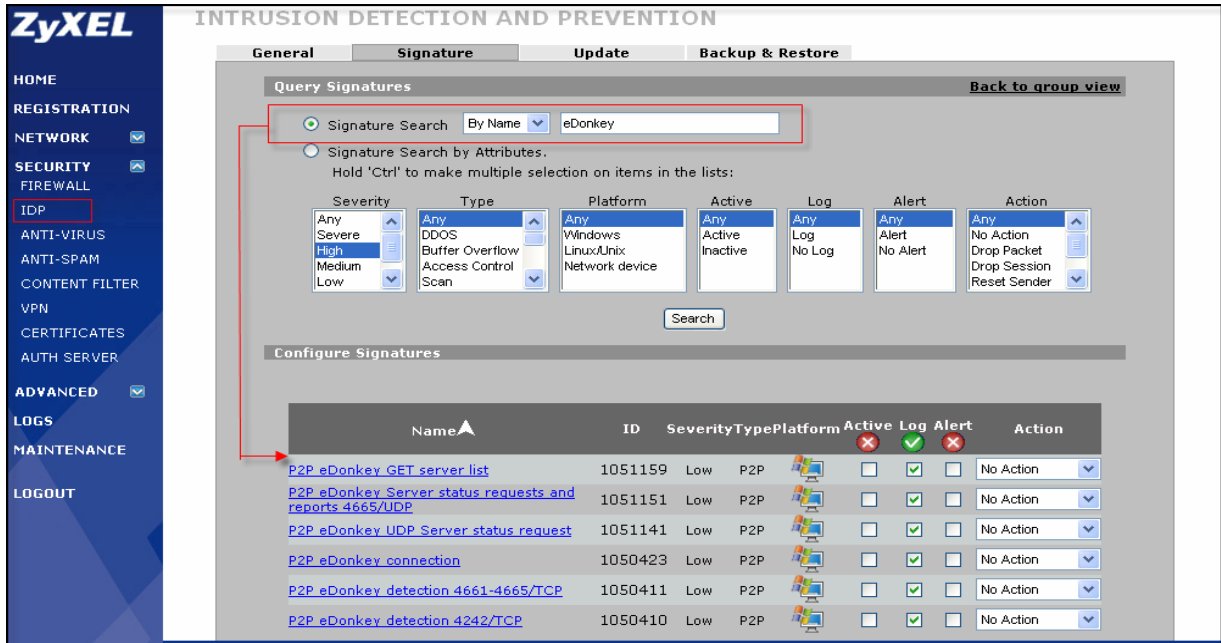 ZyXEL
HOME
REGISTRATION
NETWORK
SECURITY
FIREWALL
IDP
ANTI-VIRUS
ANTI-SPAM
CONTENT FILTER
VPN
CERTIFICATES
AUTH SERVER
ADVANCED
LOGS
MAINTENANCE
LOGOUT
INTRUSION DETECTION AND PREVENTION
General Signature Update Backup & Restore
Query Signatures Back to group view
Signature Search By Name eDonkey
Signature Search by Attributes.
Hold 'Ctrl' to make multiple selection on items in the lists:
Severity Type Platform Active Log Alert Action
Any Any Any Any Any Any Any
Severe DDOS Windows Active Log Alert No Action
High Buffer Overflow Linux/Unix Inactive No Log No Alert Drop Packet
Medium Access Control Network device Drop Session
Low Scan Reset Sender
Search
Configure Signatures
Name ID Severity Type Platform Active Log Alert Action
P2P eDonkey GET server list 1051159 Low P2P No Action
P2P eDonkey Server status requests and
reports 4665/UDP 1051151 Low P2P No Action
P2P eDonkey UDP Server status request 1051141 Low P2P No Action
P2P eDonkey connection 1050423 Low P2P No Action
P2P eDonkey detection 4661-4665/TCP 1050411 Low P2P No Action
P2P eDonkey detection 4242/TCP 1050410 Low P2P No Action